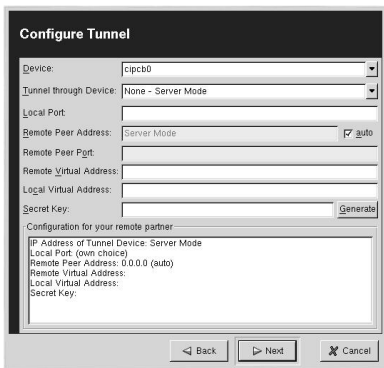 Configure Tunnel
Device: cipcb0
Tunnel through Device: None - Server Mode
Local Port:
Remote Peer Address: Server Mode auto
Remote Peer Port:
Remote Virtual Address:
Local Virtual Address:
Secret Key: Generate
Configuration for your remote partner
IP Address of Tunnel Device: Server Mode
Local Port: (own choice)
Remote Peer Address: 0.0.0.0 (auto)
Remote Virtual Address:
Local Virtual Address:
Secret Key:
Back Next Cancel